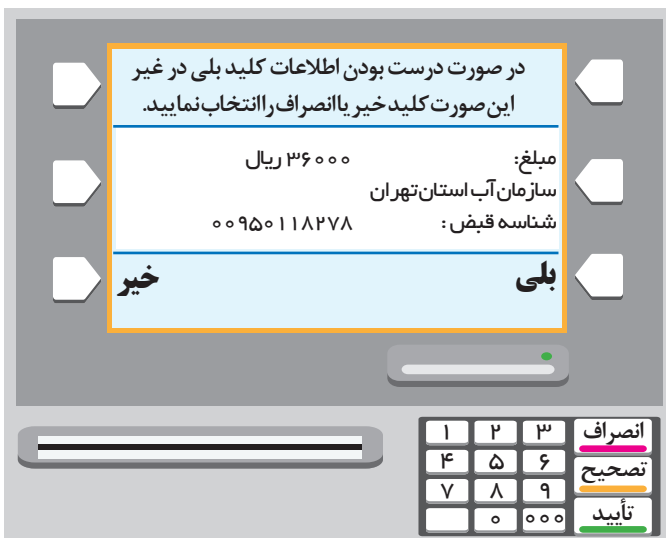 در صورت درست بودن اطلاعات کلید بلی در غیر
این صورت کلید خیر یا انصراف را انتخاب نمایید.
مبلغ: ۳۶۰۰۰ ریال
سازمان آب استان تهران
شناسه قبض : ۰۰۹۵۰۱۱۸۲۷۸
بلی خیر
۱ ۲ ۳ انصراف
۴ ۵ ۶ تصحیح
۷ ۸ ۹
۰ ۰۰۰ تأیید